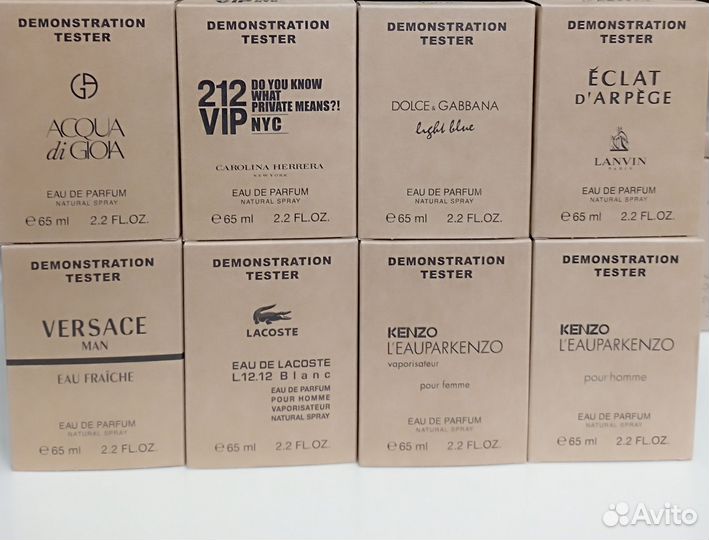 DEMONSTRATION
TESTER
GA
ACQUA
di GIOIA
EAU DE PARFUM
NATURAL SPRAY
e 65 ml 2.2 FL.OZ.
DEMONSTRATION
TESTER
212
VIP
DO YOU KNOW
WHAT
PRIVATE MEANS?!
NYC
CAROLINA HERRERA
NEW YORK
EAU DE PARFUM
NATURAL SPRAY
e 65 ml 2.2 FL.OZ.
DEMONSTRATION
TESTER
DOLCE & GABBANA
light blue
EAU DE PARFUM
NATURAL SPRAY
e 65 ml 2.2 FL.OZ.
DEMONSTRATION
TESTER
ÉCLAT
D'ARPÈGE
LANVIN
PARIS
EAU DE PARFUM
NATURAL SPRAY
e 65 ml 2.2 FL.OZ.
DEMONSTRATION
TESTER
VERSACE
MAN
EAU FRAÎCHE
EAU DE PARFUM
NATURAL SPRAY
e 65 ml 2.2 FL.OZ.
DEMONSTRATION
TESTER
LACOSTE
EAU DE LACOSTE
L12.12 Blanc
EAU DE PARFUM
POUR HOMME
VAPORISATEUR
NATURAL SPRAY
e 65 ml 2.2 FL.OZ.
DEMONSTRATION
TESTER
KENZO
L'EAUPARKENZO
vaporisateur
pour femme
EAU DE PARFUM
NATURAL SPRAY
e 65 ml 2.2 FL.OZ.
DEMONSTRATION
TESTER
KENZO
L'EAUPARKENZO
pour homme
EAU DE PARFUM
NATURAL SPRAY
e 65 ml 2.2 FL.OZ.
Avito